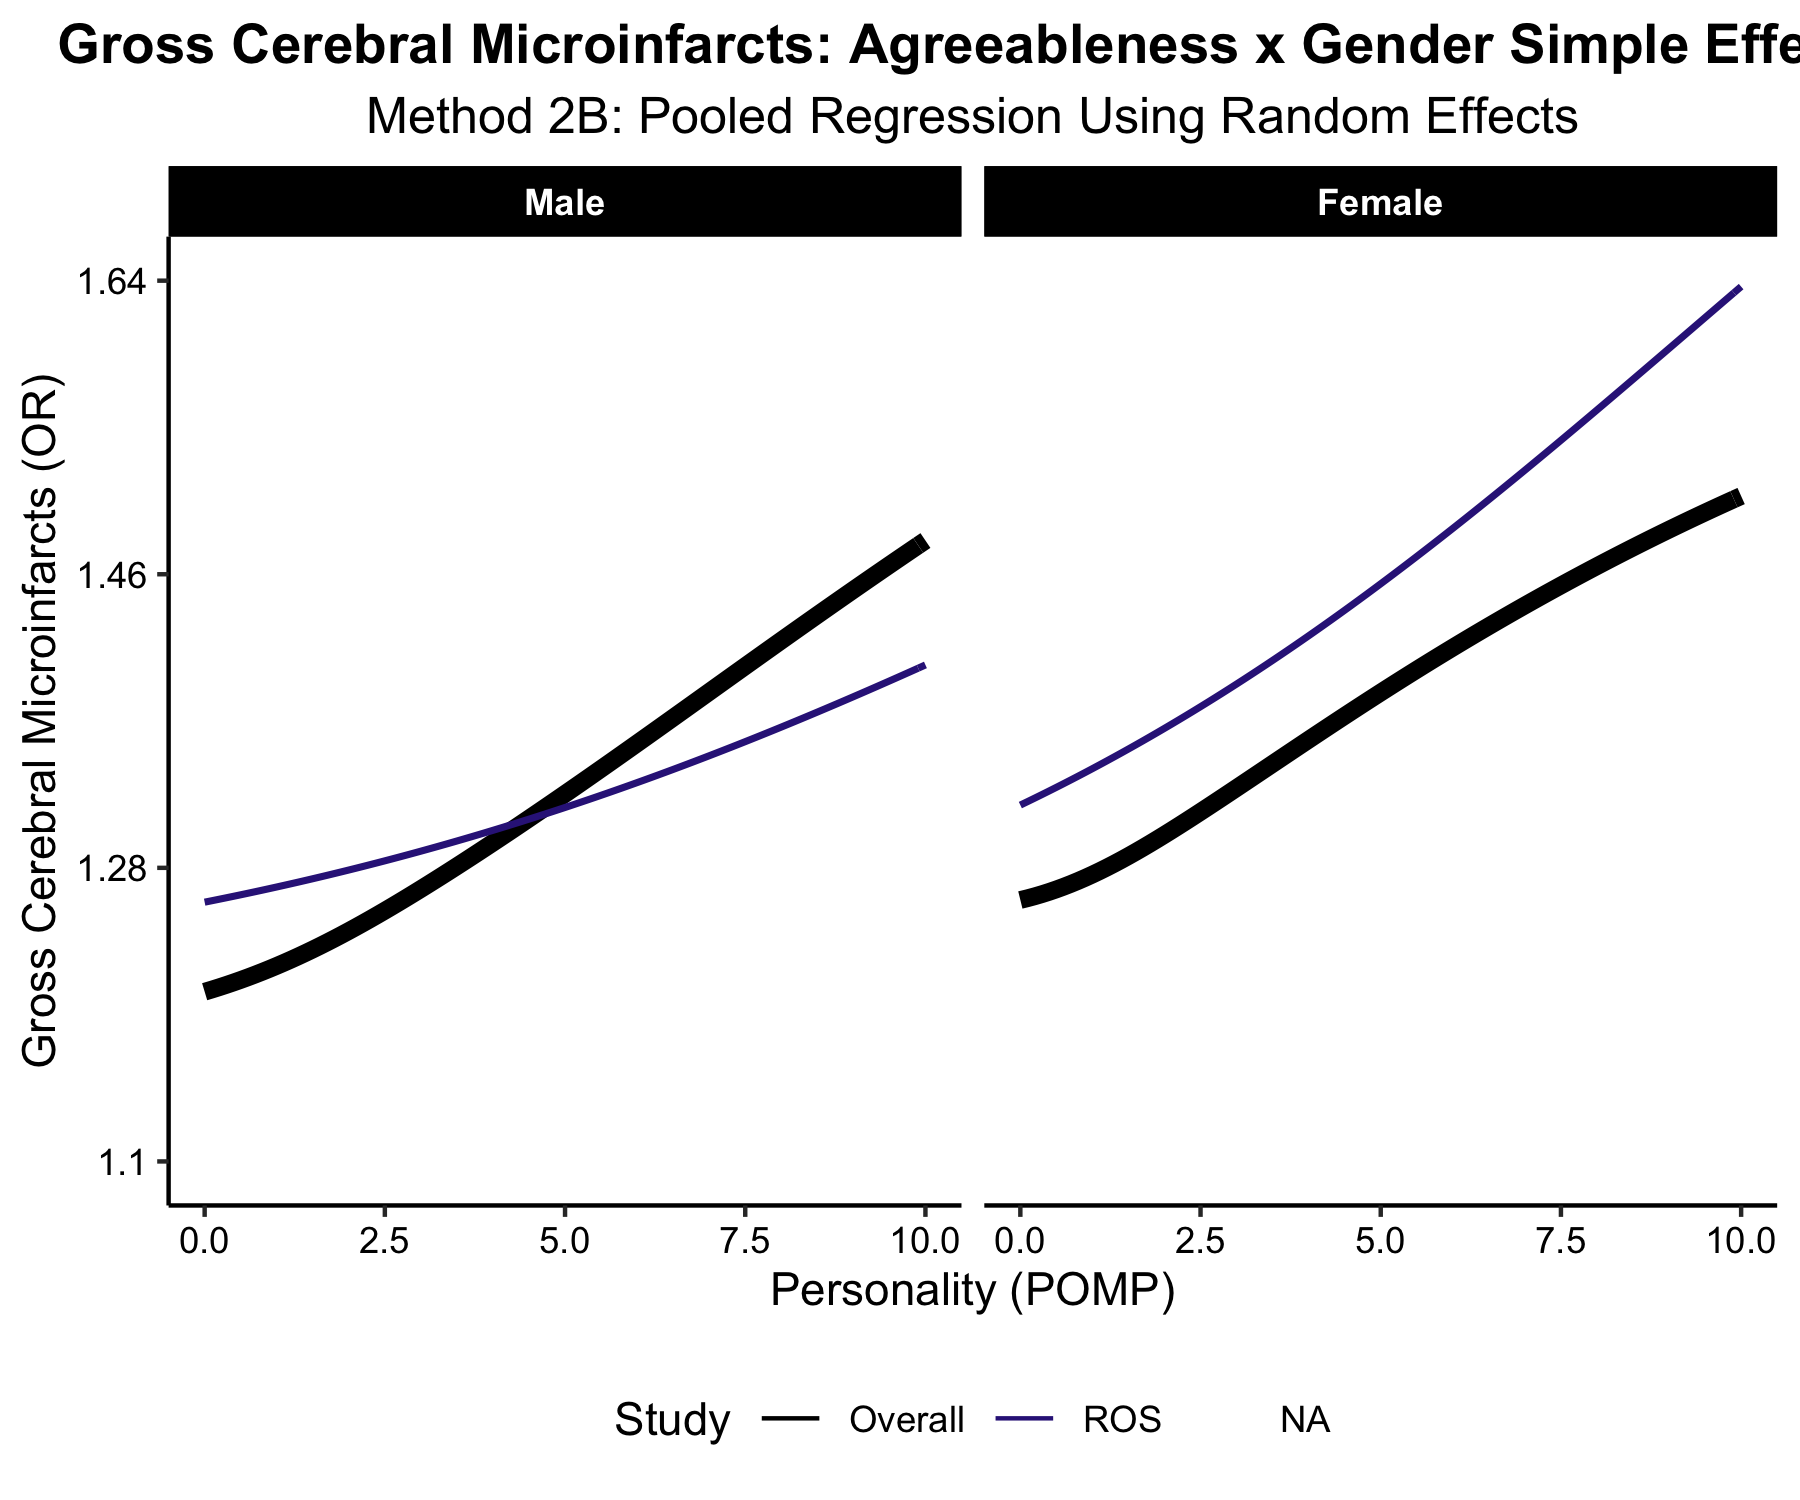 Gross Cerebral Microinfarcts: Agreeableness x Gender Simple Effe
Method 2B: Pooled Regression Using Random Effects
Male
Female
Gross Cerebral Microinfarcts (OR)
1.64
1.46
1.28
1.1
0.0 2.5 5.0 7.5 10.0 0.0 2.5 5.0 7.5 10.0
Personality (POMP)
Study Overall ROS NA